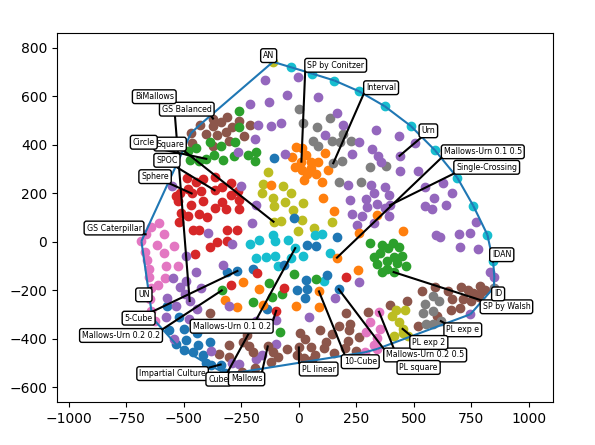 AN
800
SP by Conitzer
600
BiMallows
Interval
GS Balanced
400
Circle
Square
Urn
SPOC
Mallows-Urn 0.1 0.5
200
Sphere
Single-Crossing
0
GS Caterpillar
IDAN
−200
UN
ID
SP by Walsh
5-Cube
Mallows-Urn 0.1 0.2
PL exp e
Mallows-Urn 0.2 0.2
PL exp 2
−400
Mallows-Urn 0.2 0.5
10-Cube
PL square
Impartial Culture
Cube
Mallows
PL linear
−600
−1000 −750 −500 −250 0 250 500 750 1000